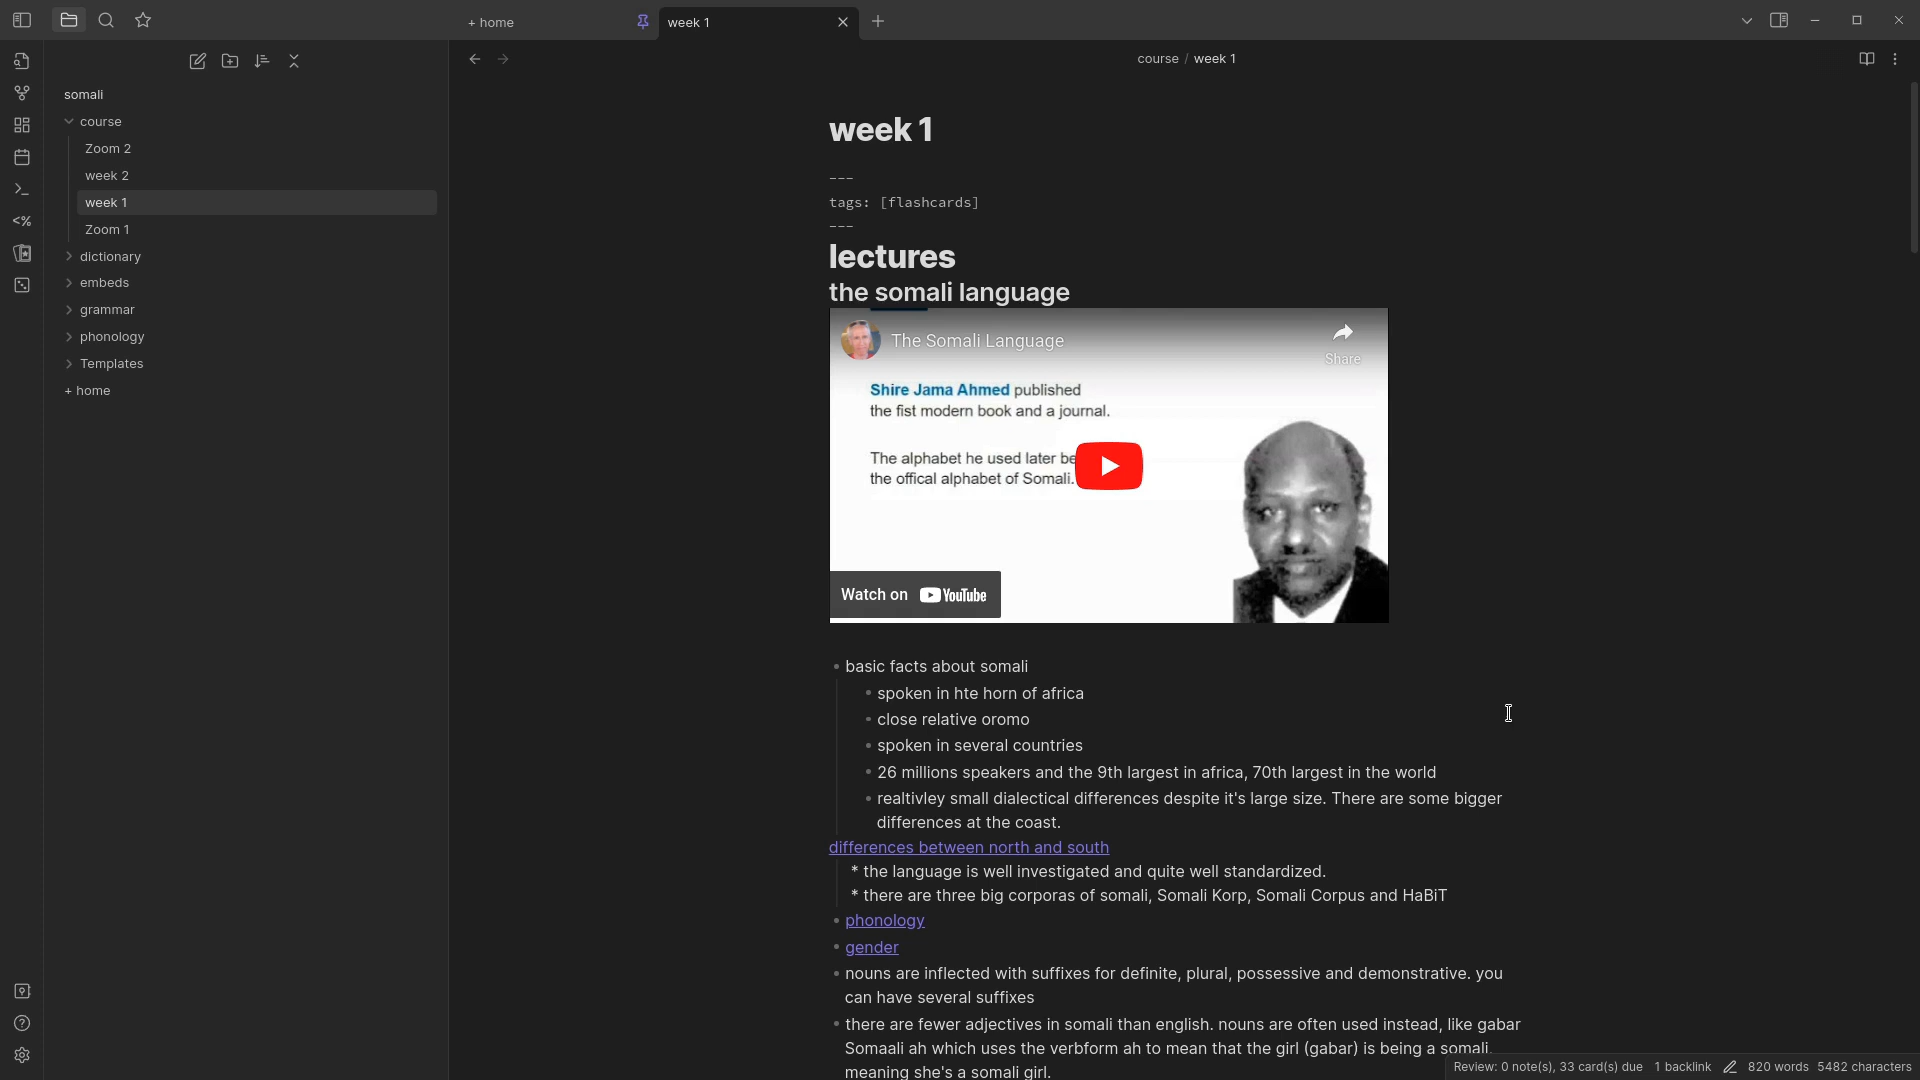 + home
week 1
course / week 1
somali
course
Zoom 2
week 2
week 1
Zoom 1
dictionary
embeds
grammar
phonology
Templates
+ home
week 1
---
tags: [flashcards]
---
lectures
the somali language
The Somali Language
Share
Shire Jama Ahmed published
the fist modern book and a journal.
The alphabet he used later be
the offical alphabet of Somali.
Watch on YouTube
basic facts about somali
spoken in hte horn of africa
close relative oromo
spoken in several countries
26 millions speakers and the 9th largest in africa, 70th largest in the world
realtivley small dialectical differences despite it's large size. There are some bigger
differences at the coast.
differences between north and south
* the language is well investigated and quite well standardized.
* there are three big corporas of somali, Somali Korp, Somali Corpus and HaBiT
phonology
gender
nouns are inflected with suffixes for definite, plural, possessive and demonstrative. you
can have several suffixes
there are fewer adjectives in somali than english. nouns are often used instead, like gabar
Somaali ah which uses the verbform ah to mean that the girl (gabar) is being a somali,
meaning she's a somali girl.
Review: 0 note(s), 33 card(s) due 1 backlink 820 words 5482 characters